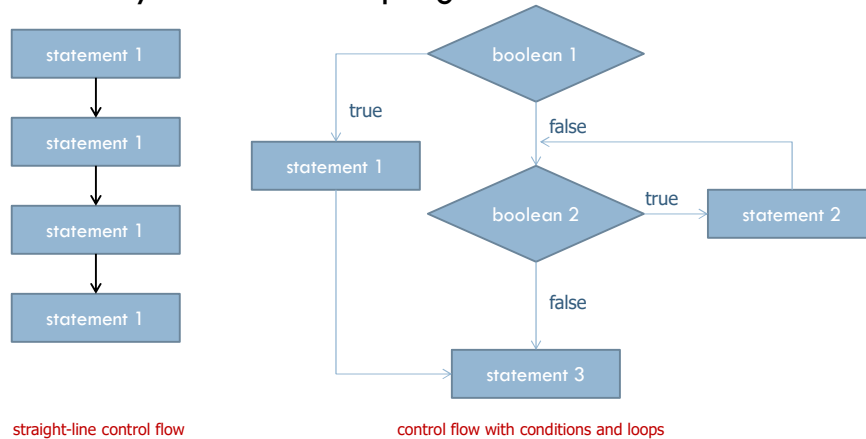 statement 1
statement 1
statement 1
statement 1
straight-line control flow
boolean 1
true
false
statement 1
boolean 2
true
statement 2
false
statement 3
control flow with conditions and loops